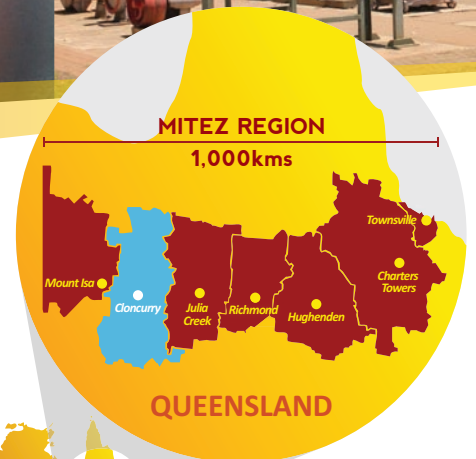 MITEZ REGION
1,000kms
Townsville
Mount Isa
Charters
Towers
Cloncurry
Julia
Creek
Richmond
Hughenden
QUEENSLAND